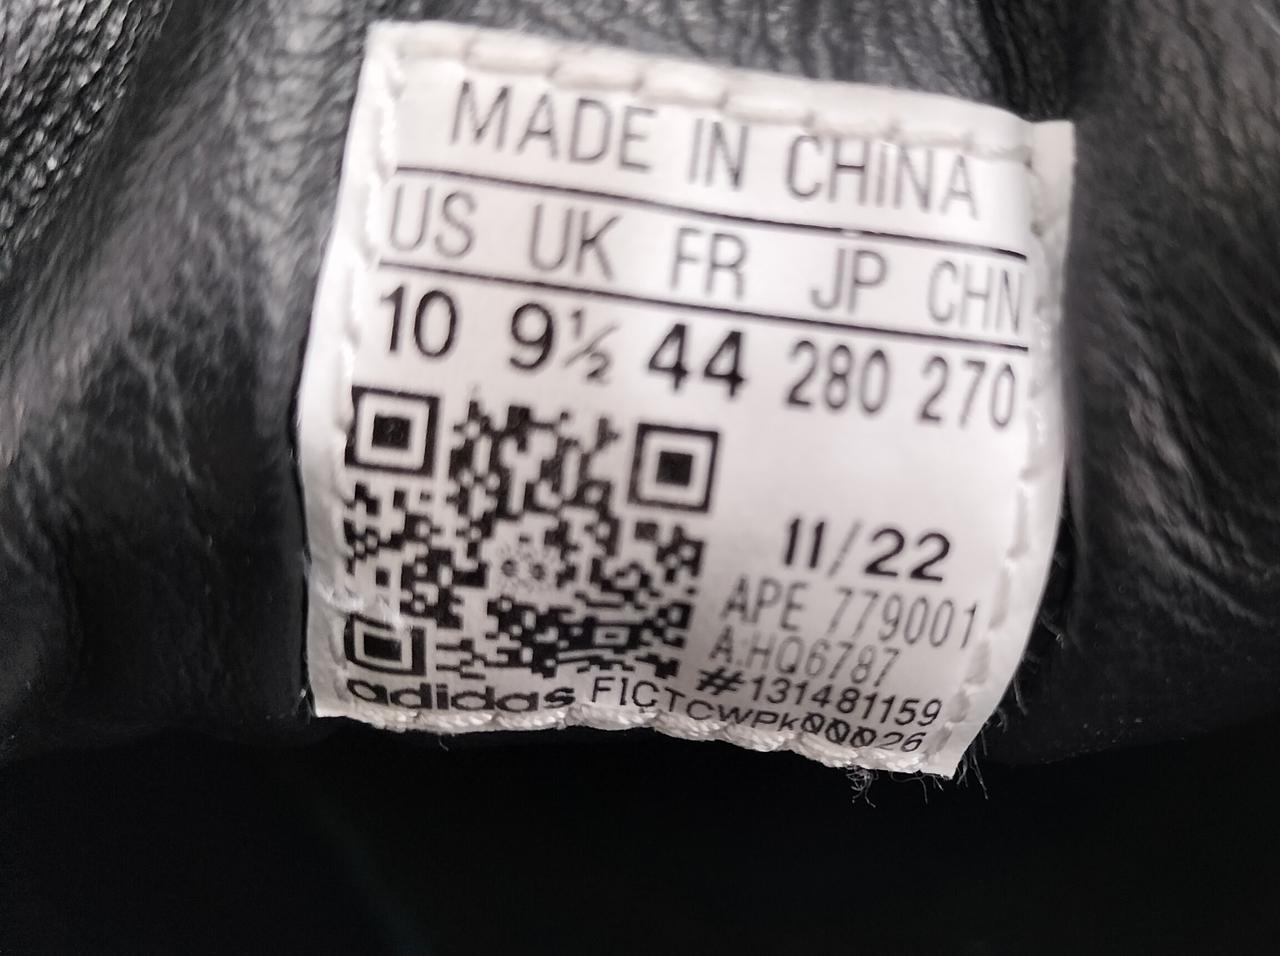 MADE IN CHINA
US UK FR JP CHN
10 9½ 44 280 270
11/22
APE 779001
A:HQ6787
#131481159
adidas FICTCWPK00026